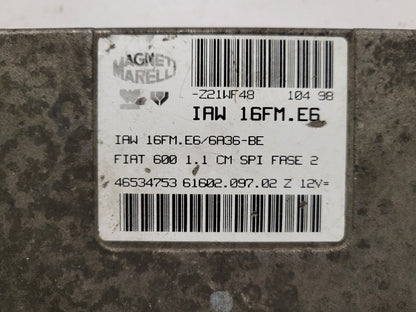 MAGNETI
MARELLI
-Z21WF48 104 98
IAW 16FM.E6
IAW 16FM.E6/6A36-BE
FIAT 600 1.1 CM SPI FASE 2
46534753 61602.097.02 Z 12V=